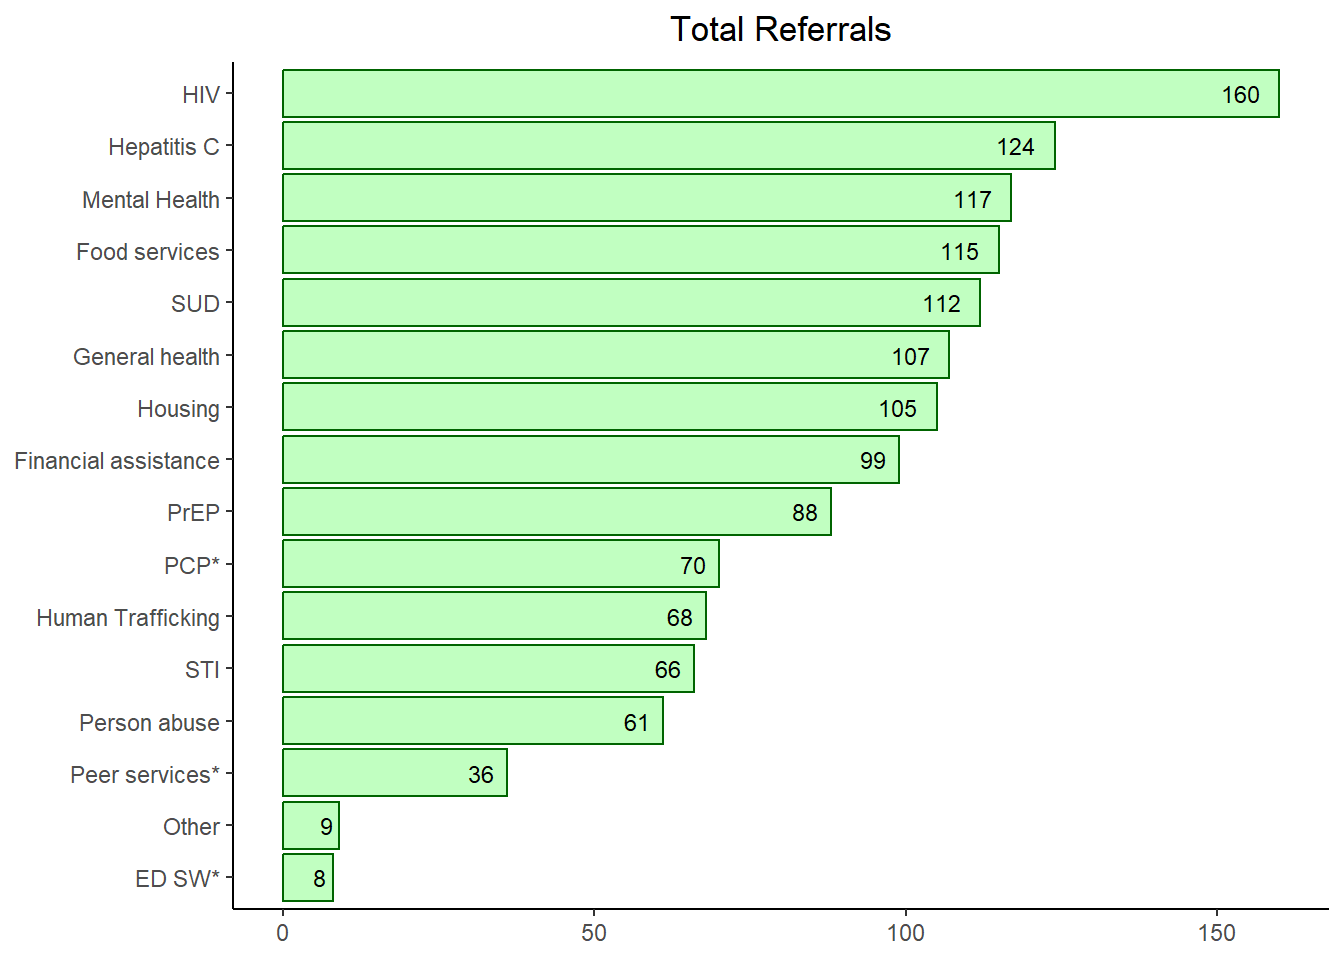 Total Referrals
HIV 160
Hepatitis C 124
Mental Health 117
Food services 115
SUD 112
General health 107
Housing 105
Financial assistance 99
PrEP 88
PCP* 70
Human Trafficking 68
STI 66
Person abuse 61
Peer services* 36
Other 9
ED SW* 8
0 50 100 150